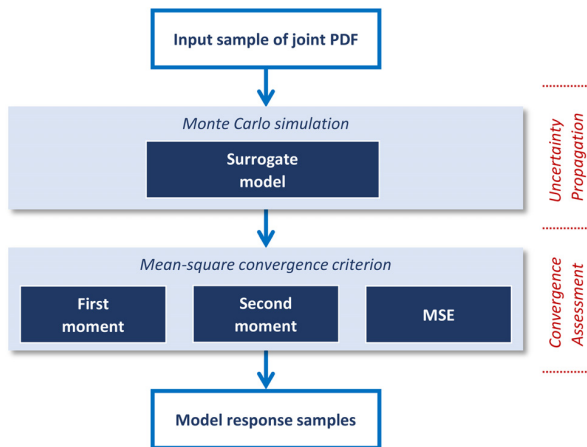 Input sample of joint PDF
Monte Carlo simulation
Surrogate
model
Uncertainty
Propagation
Mean-square convergence criterion
First
moment
Second
moment
MSE
Convergence
Assessment
Model response samples